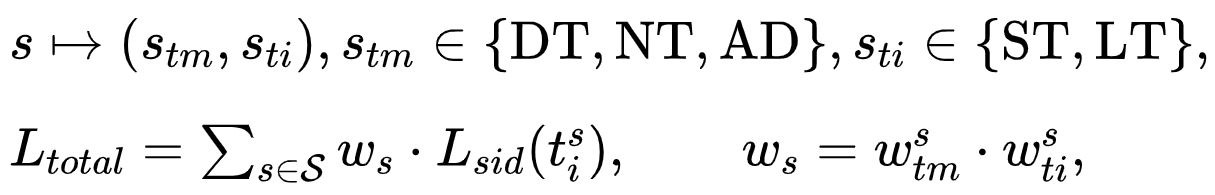 s ↦ (s_{tm}, s_{ti}), s_{tm} ∈ {DT, NT, AD}, s_{ti} ∈ {ST, LT},
L_{total} = ∑_{s∈𝒮} w_s · L_{sid}(t_i^s), w_s = w_{tm}^s · w_{ti}^s,